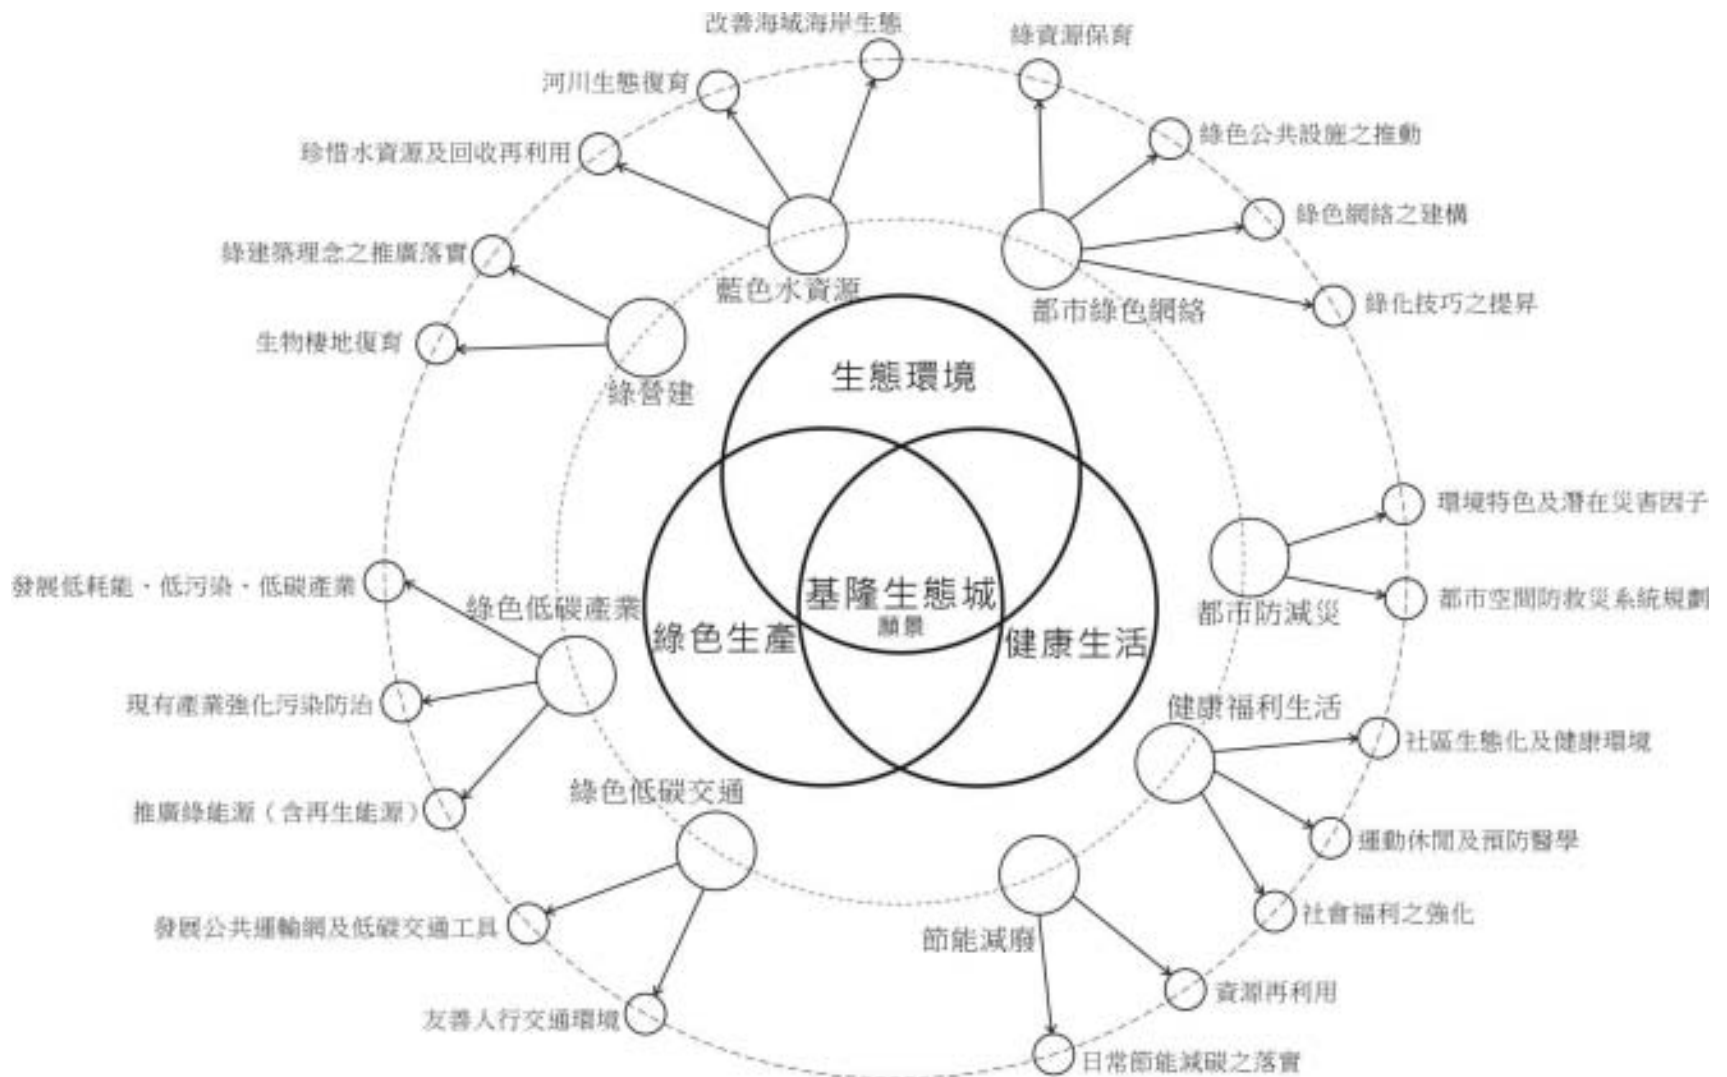 改善海域海岸生態
綠資源保育
河川生態復育
綠色公共設施之推動
珍惜水資源及回收再利用
綠色網絡之建構
綠建築理念之推廣落實
藍色水資源
都市綠色網絡
綠化技巧之提昇
生物棲地復育
綠營建
生態環境
環境特色及潛在災害因子
發展低耗能、低污染、低碳產業
綠色低碳產業
基隆生態城
願景
都市防減災
都市空間防救災系統規劃
綠色生產
健康生活
現有產業強化污染防治
健康福利生活
社區生態化及健康環境
綠色低碳交通
推廣綠能源（含再生能源）
運動休閒及預防醫學
發展公共運輸網及低碳交通工具
節能減廢
社會福利之強化
友善人行交通環境
資源再利用
日常節能減碳之落實